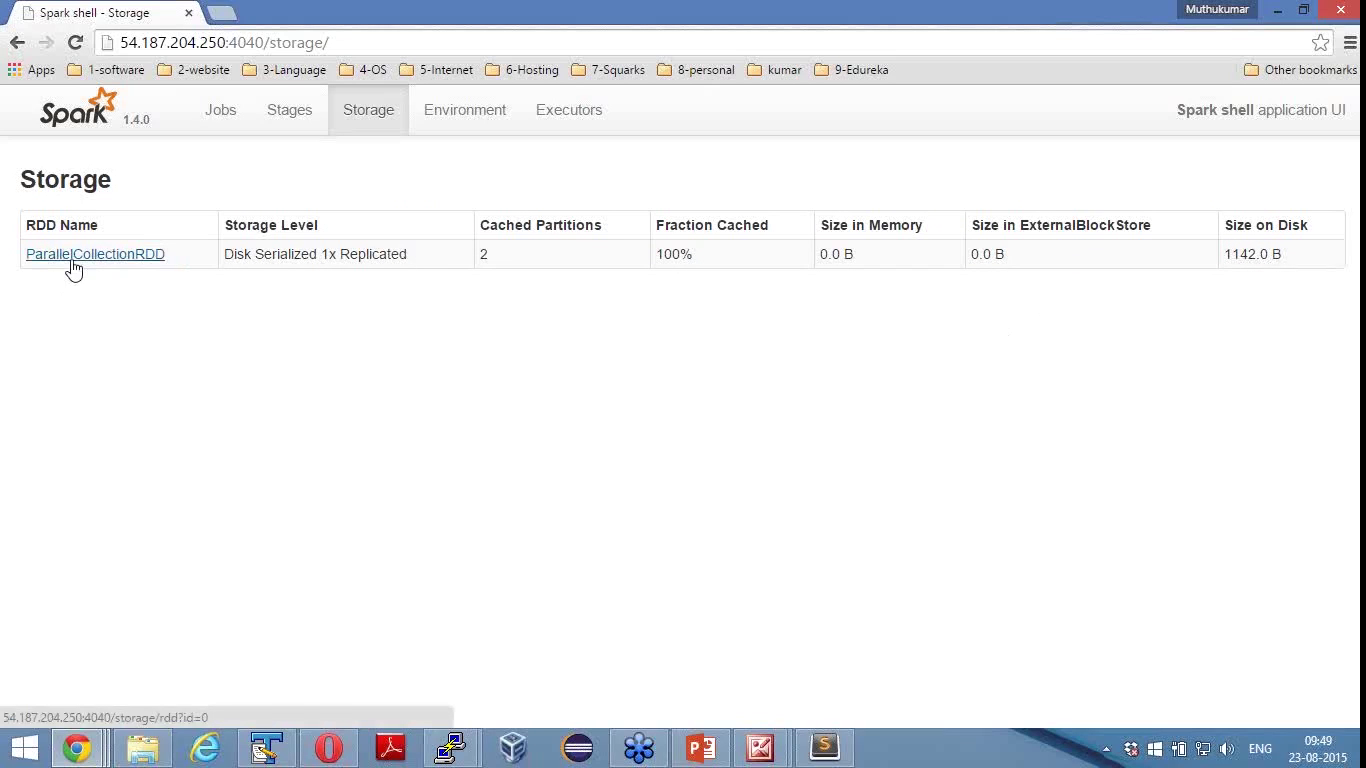 Spark shell - Storage
Muthukumar
54.187.204.250:4040/storage/
Apps 1-software 2-website 3-Language 4-OS 5-Internet 6-Hosting 7-Squarks 8-personal kumar 9-Edureka Other bookmarks
Spark 1.4.0 Jobs Stages Storage Environment Executors Spark shell application UI
Storage
RDD Name Storage Level Cached Partitions Fraction Cached Size in Memory Size in ExternalBlockStore Size on Disk
ParallelCollectionRDD Disk Serialized 1x Replicated 2 100% 0.0 B 0.0 B 1142.0 B
54.187.204.250:4040/storage/rdd?id=0
ENG
09:49
23-08-2015